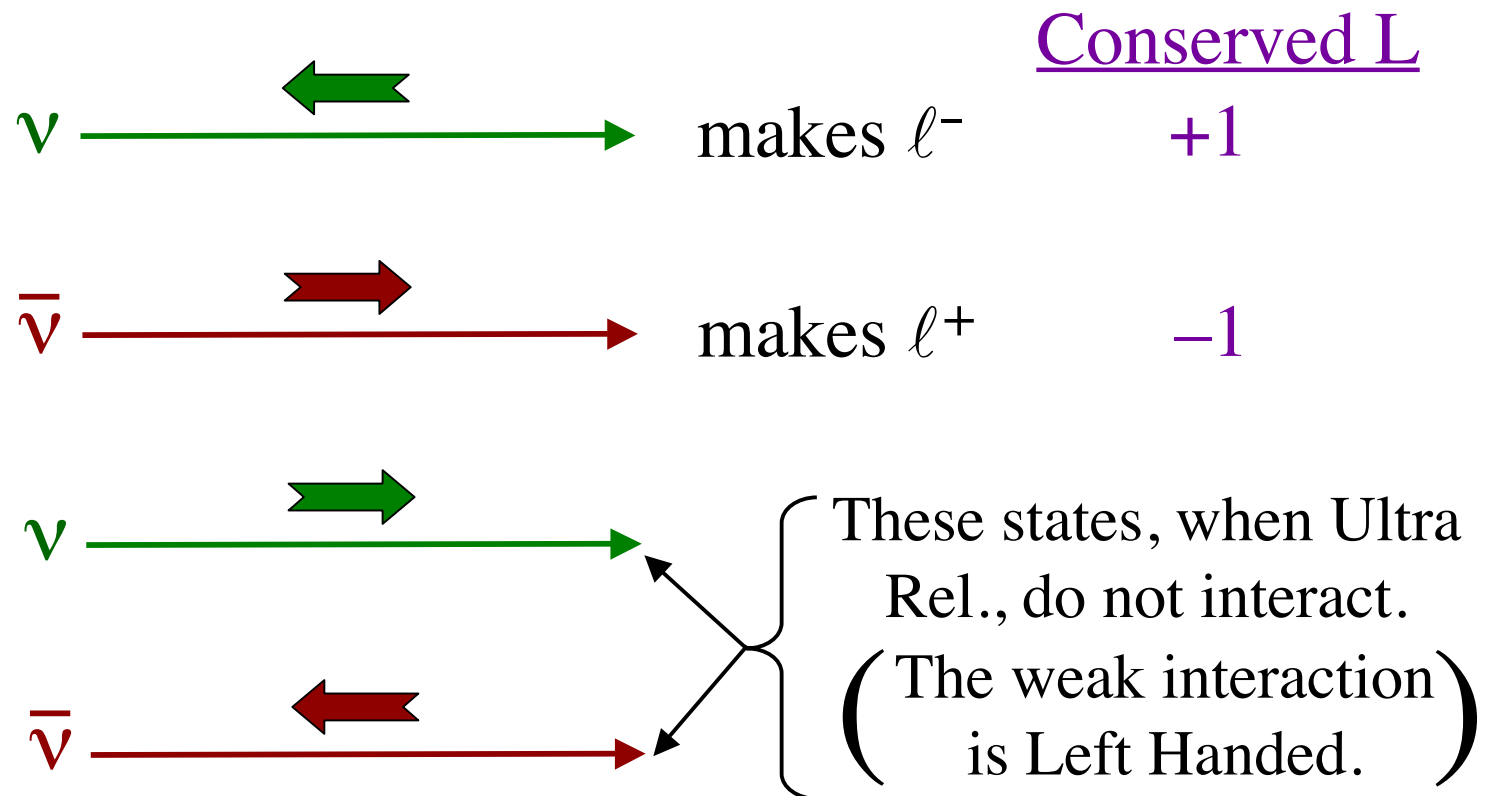 Conserved L
ν makes ℓ⁻ +1
ν̅ makes ℓ⁺ −1
ν
These states, when Ultra
Rel., do not interact.
(The weak interaction
is Left Handed.)
ν̅